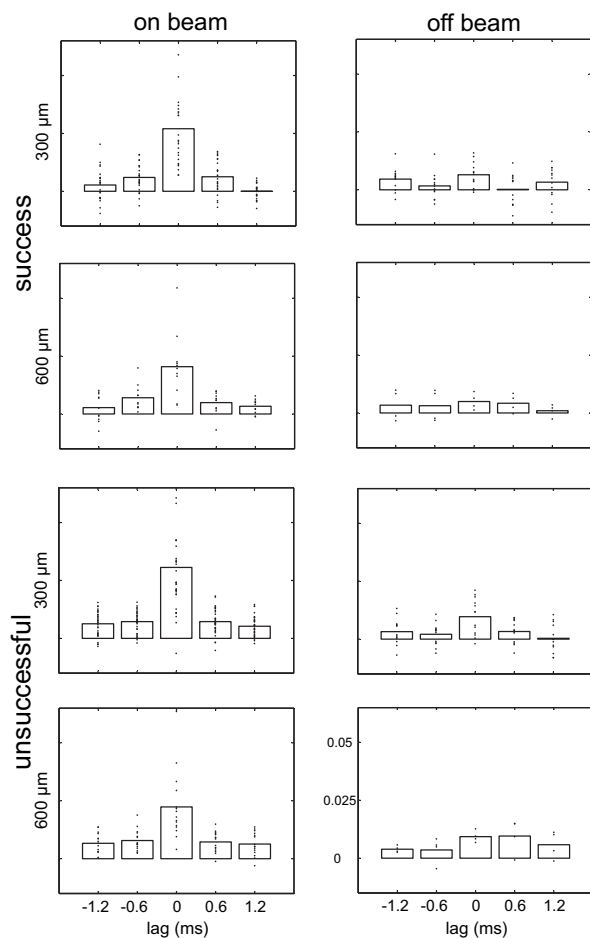 on beam
off beam
success
300 µm
600 µm
unsuccessful
300 µm
600 µm
0.05
0.025
0
-1.2 -0.6 0 0.6 1.2
lag (ms)
-1.2 -0.6 0 0.6 1.2
lag (ms)